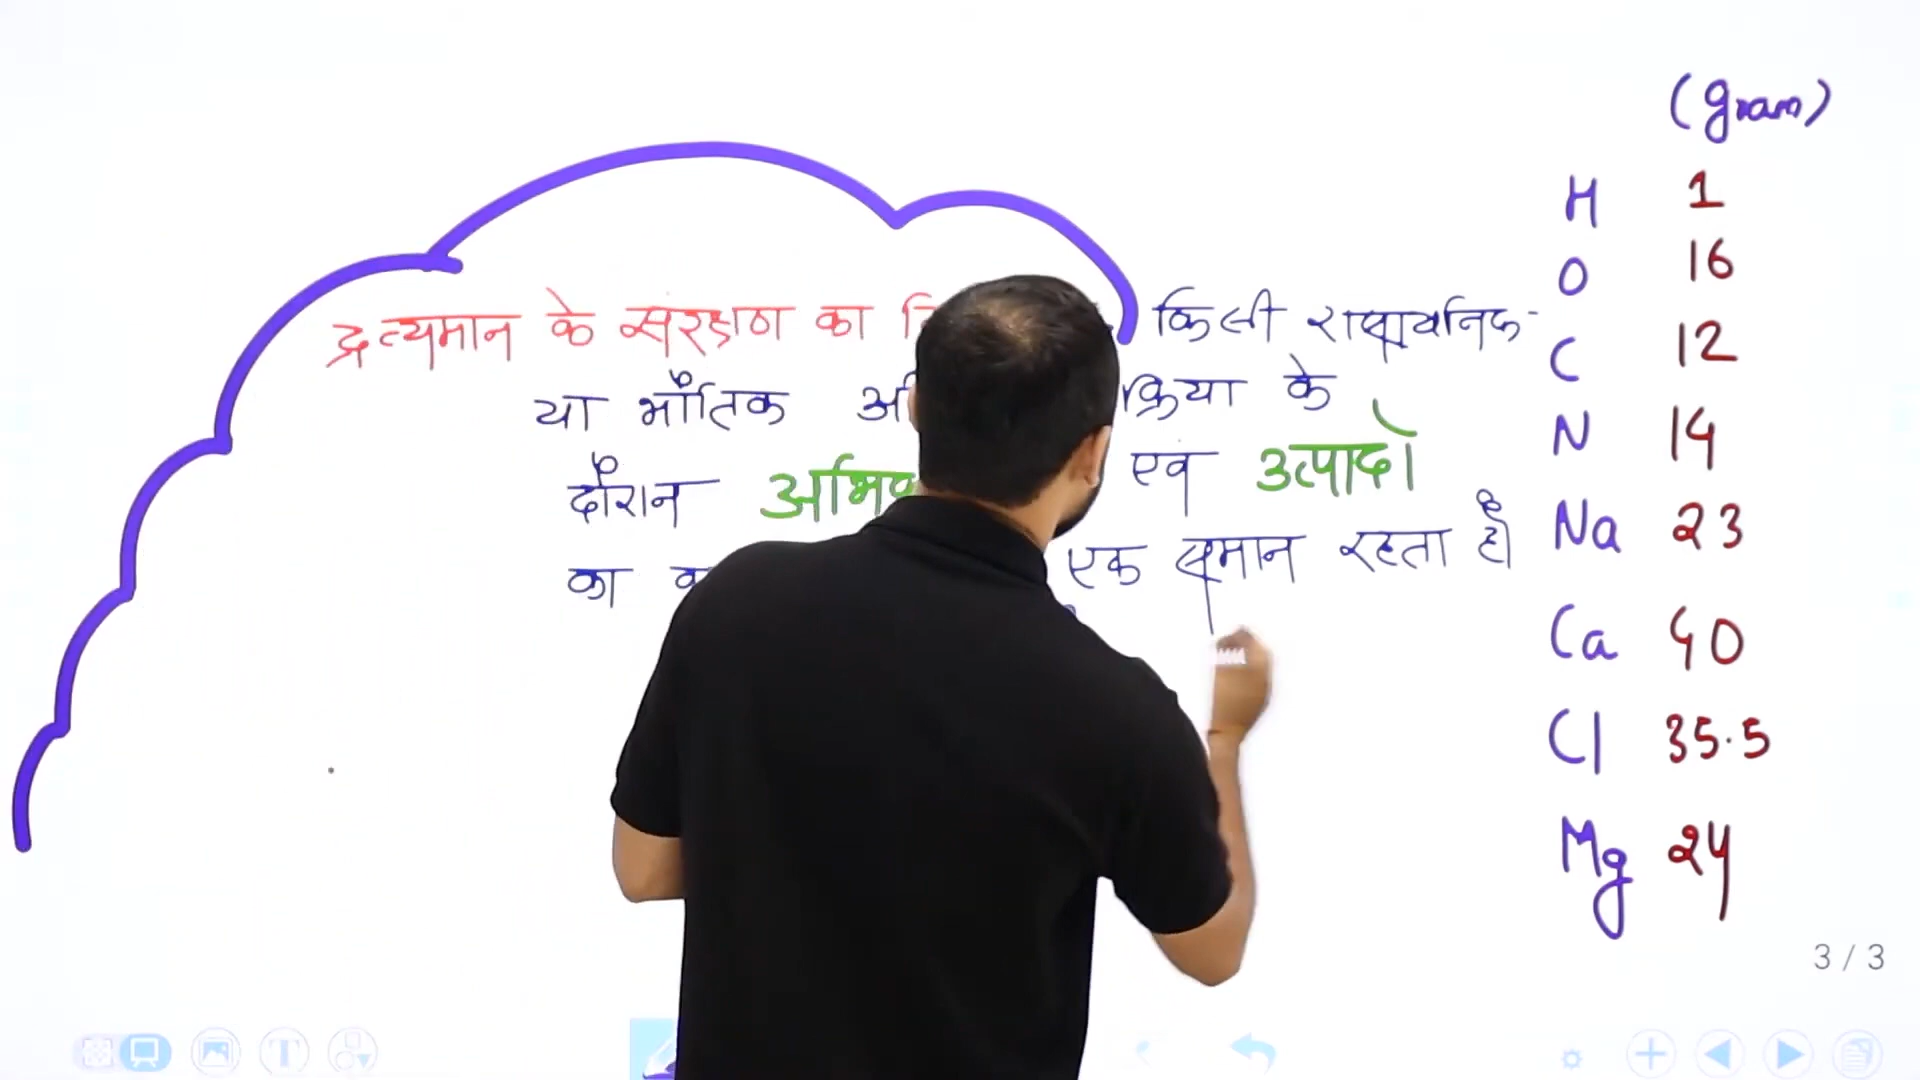 (gram)
H 1
O 16
C 12
N 14
Na 23
Ca 40
Cl 35.5
Mg 24
द्रव्यमान के संरक्षण का किसी रासायनिक
या भौंतिक क्रिया के
दौरान एवं उत्पादो
का एक समान रहता है।
3 / 3